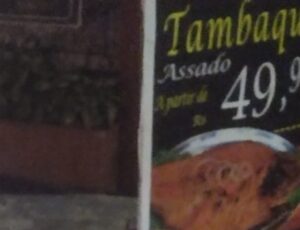 Tambaqu
Assado
A partir de
R$ 49,9